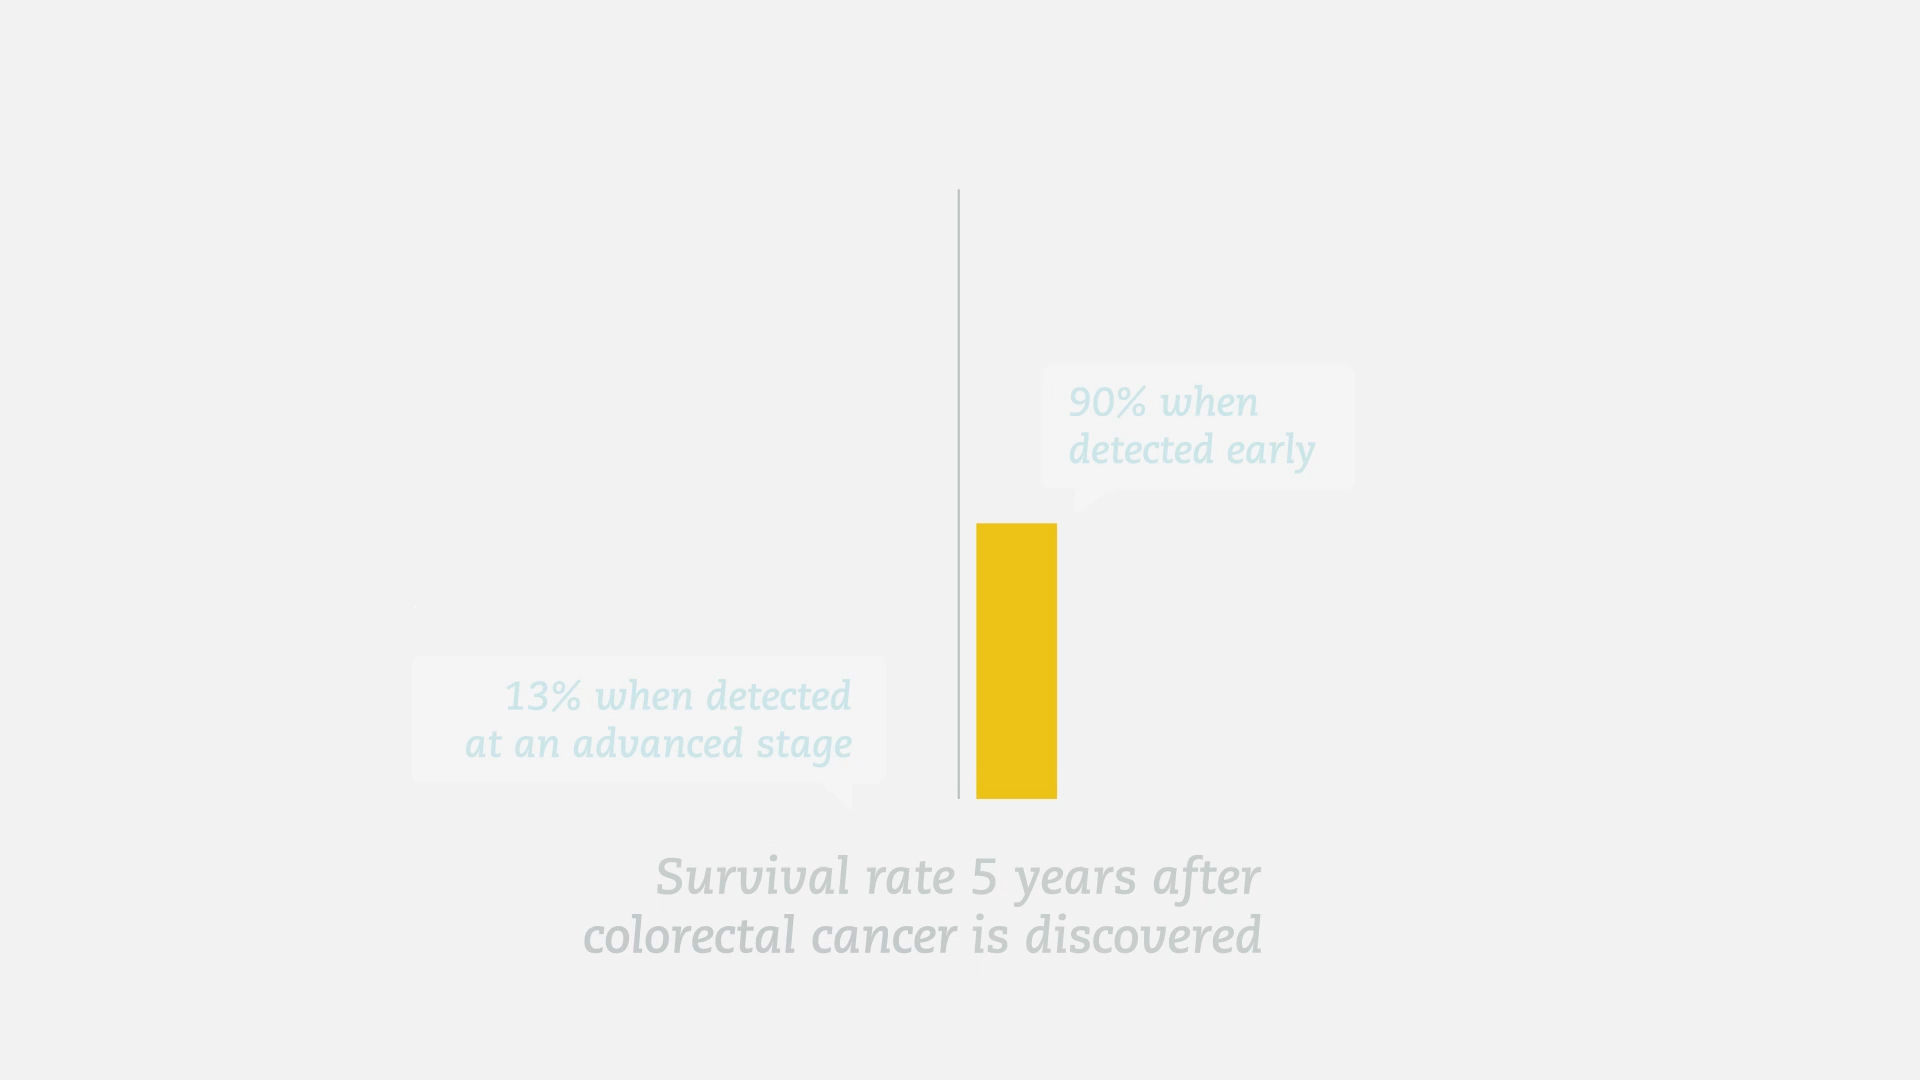 90% when
detected early
13% when detected
at an advanced stage
Survival rate 5 years after
colorectal cancer is discovered